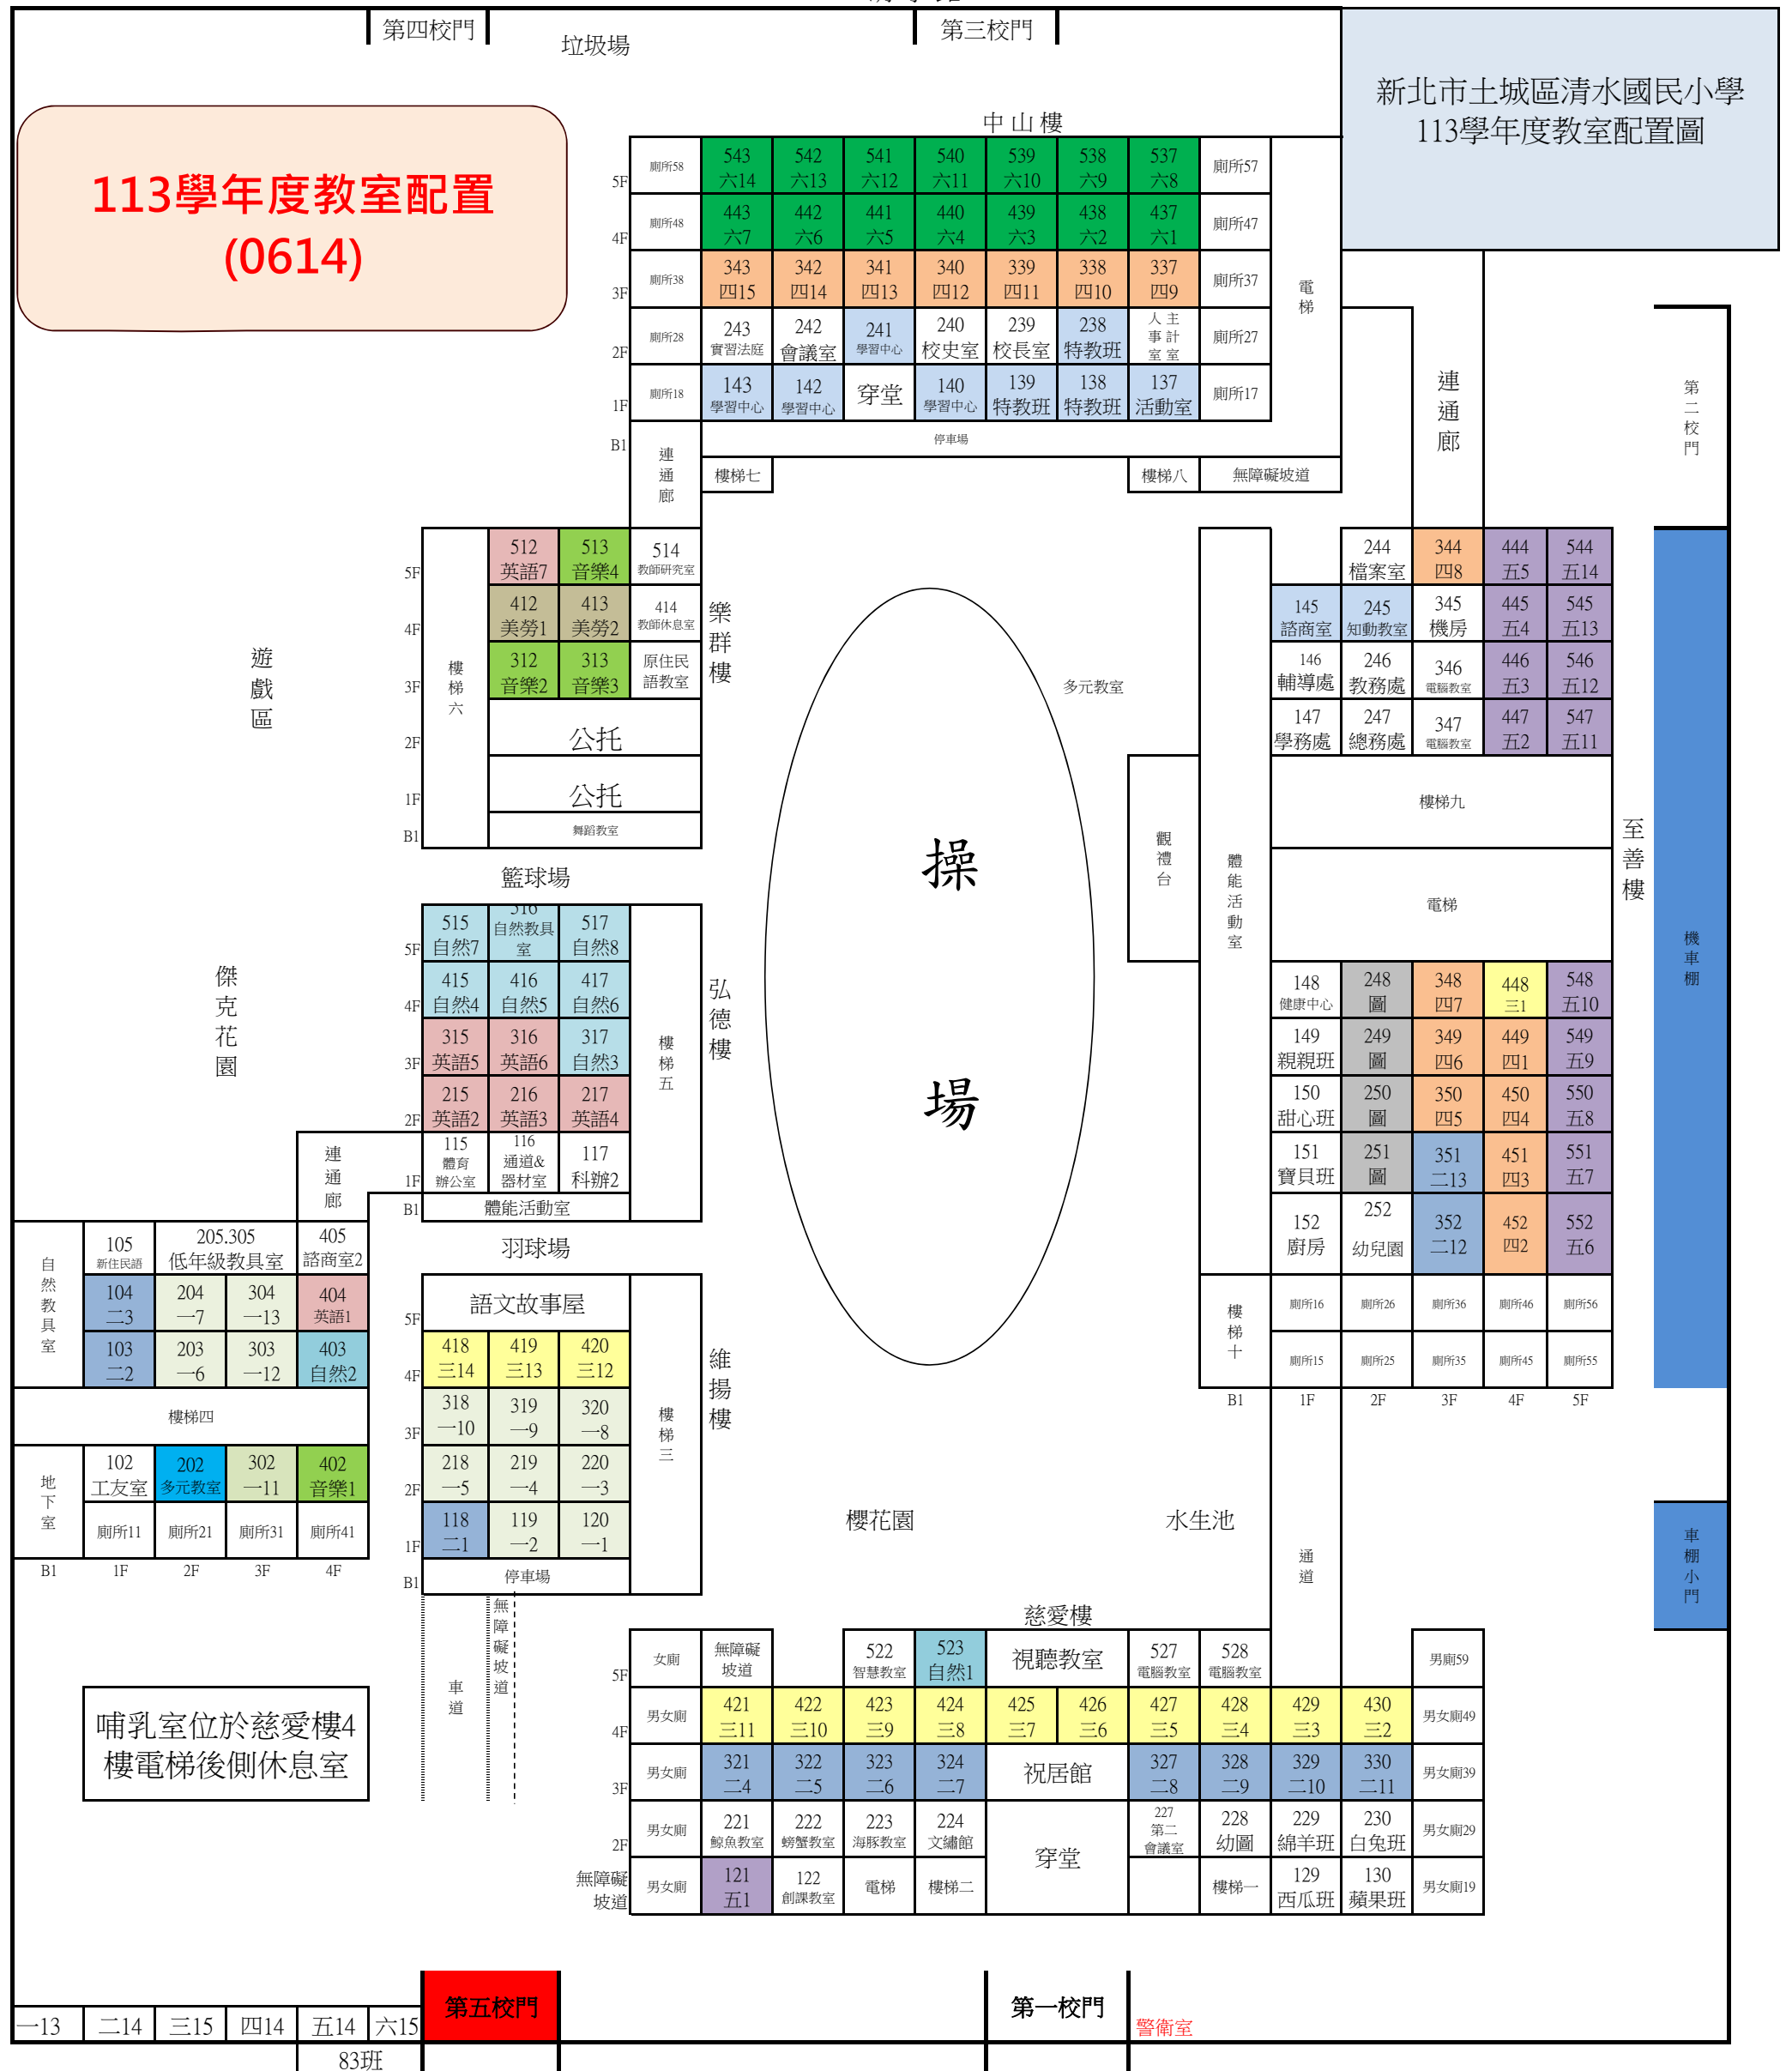 第四校門
垃圾場
第三校門
新北市土城區清水國民小學
113學年度教室配置圖
113學年度教室配置
(0614)
中山樓
5F 廁所58 543 六14 542 六13 541 六12 540 六11 539 六10 538 六9 537 六8 廁所57
4F 廁所48 443 六7 442 六6 441 六5 440 六4 439 六3 438 六2 437 六1 廁所47
3F 廁所38 343 四15 342 四14 341 四13 340 四12 339 四11 338 四10 337 四9 廁所37
2F 廁所28 243 實習法庭 242 會議室 241 學習中心 240 校史室 239 校長室 238 特教班 人事室 主計室 廁所27
1F 廁所18 143 學習中心 142 學習中心 穿堂 140 學習中心 139 特教班 138 特教班 137 活動室 廁所17
電梯
B1 停車場
連通廊
樓梯七
樓梯八
無障礙坡道
連通廊
第二校門
5F 512 英語7 513 音樂4 514 教師研究室
4F 412 美勞1 413 美勞2 414 教師休息室
3F 312 音樂2 313 音樂3 原住民語教室
2F 公托
1F 公托
B1 舞蹈教室
樓梯六
樂群樓
遊戲區
籃球場
5F 515 自然7 516 自然教具室 517 自然8
4F 415 自然4 416 自然5 417 自然6
3F 315 英語5 316 英語6 317 自然3
2F 215 英語2 216 英語3 217 英語4
1F 115 體育辦公室 116 通道&器材室 117 科辦2
B1 體能活動室
樓梯五
弘德樓
傑克花園
連通廊
羽球場
操場
多元教室
觀禮台
體能活動室
244 檔案室 344 四8 444 五5 544 五14
145 諮商室 245 知動教室 345 機房 445 五4 545 五13
146 輔導處 246 教務處 346 電腦教室 446 五3 546 五12
147 學務處 247 總務處 347 電腦教室 447 五2 547 五11
樓梯九
電梯
至善樓
機車棚
148 健康中心 248 圖 348 四7 448 三1 548 五10
149 親親班 249 圖 349 四6 449 四1 549 五9
150 甜心班 250 圖 350 四5 450 四4 550 五8
151 寶貝班 251 圖 351 二13 451 四3 551 五7
152 廚房 252 幼兒園 352 二12 452 四2 552 五6
樓梯十
廁所16 廁所26 廁所36 廁所46 廁所56
廁所15 廁所25 廁所35 廁所45 廁所55
B1 1F 2F 3F 4F 5F
自然教具室
105 新住民語 205.305 低年級教具室 405 諮商室2
104 二3 204 一7 304 一13 404 英語1
103 二2 203 一6 303 一12 403 自然2
樓梯四
地下室
102 工友室 202 多元教室 302 一11 402 音樂1
廁所11 廁所21 廁所31 廁所41
B1 1F 2F 3F 4F
5F 語文故事屋
4F 418 三14 419 三13 420 三12
3F 318 一10 319 一9 320 一8
2F 218 一5 219 一4 220 一3
1F 118 二1 119 一2 120 一1
B1 停車場
樓梯三
維揚樓
櫻花園
水生池
通道
車棚小門
車道
無障礙坡道
哺乳室位於慈愛樓4
樓電梯後側休息室
慈愛樓
5F 女廁 無障礙坡道 522 智慧教室 523 自然1 視聽教室 527 電腦教室 528 電腦教室 男廁59
4F 男女廁 421 三11 422 三10 423 三9 424 三8 425 三7 426 三6 427 三5 428 三4 429 三3 430 三2 男女廁49
3F 男女廁 321 二4 322 二5 323 二6 324 二7 祝居館 327 二8 328 二9 329 二10 330 二11 男女廁39
2F 男女廁 221 鯨魚教室 222 螃蟹教室 223 海豚教室 224 文繡館 穿堂 227 第二會議室 228 幼圖 229 綿羊班 230 白兔班 男女廁29
無障礙坡道 男女廁 121 五1 122 創課教室 電梯 樓梯二 樓梯一 129 西瓜班 130 蘋果班 男女廁19
第五校門
第一校門
警衛室
一13 二14 三15 四14 五14 六15
83班